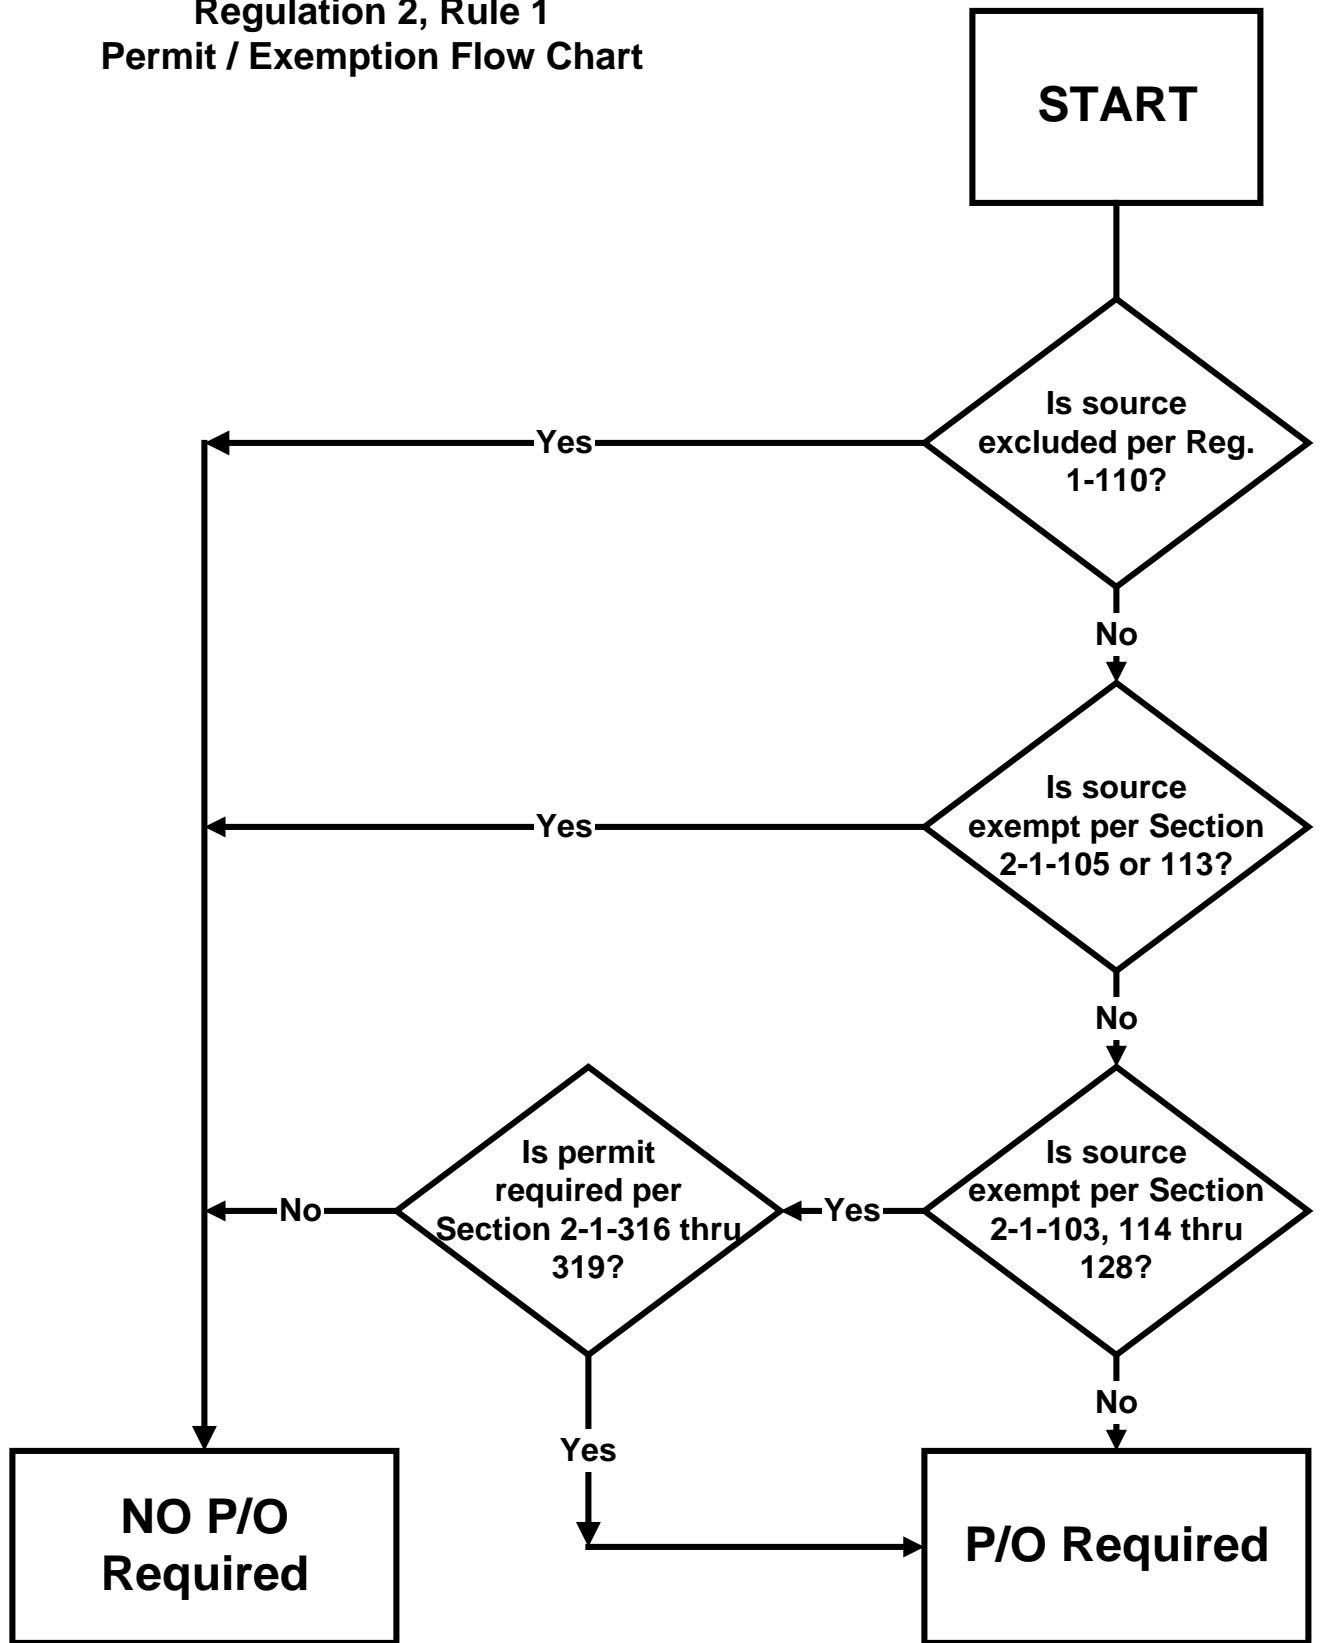 Regulation 2, Rule 1
Permit / Exemption Flow Chart
START
Is source
excluded per Reg.
1-110?
Yes
No
Is source
exempt per Section
2-1-105 or 113?
Yes
No
Is source
exempt per Section
2-1-103, 114 thru
128?
Yes
Is permit
required per
Section 2-1-316 thru
319?
No
No
Yes
NO P/O
Required
P/O Required